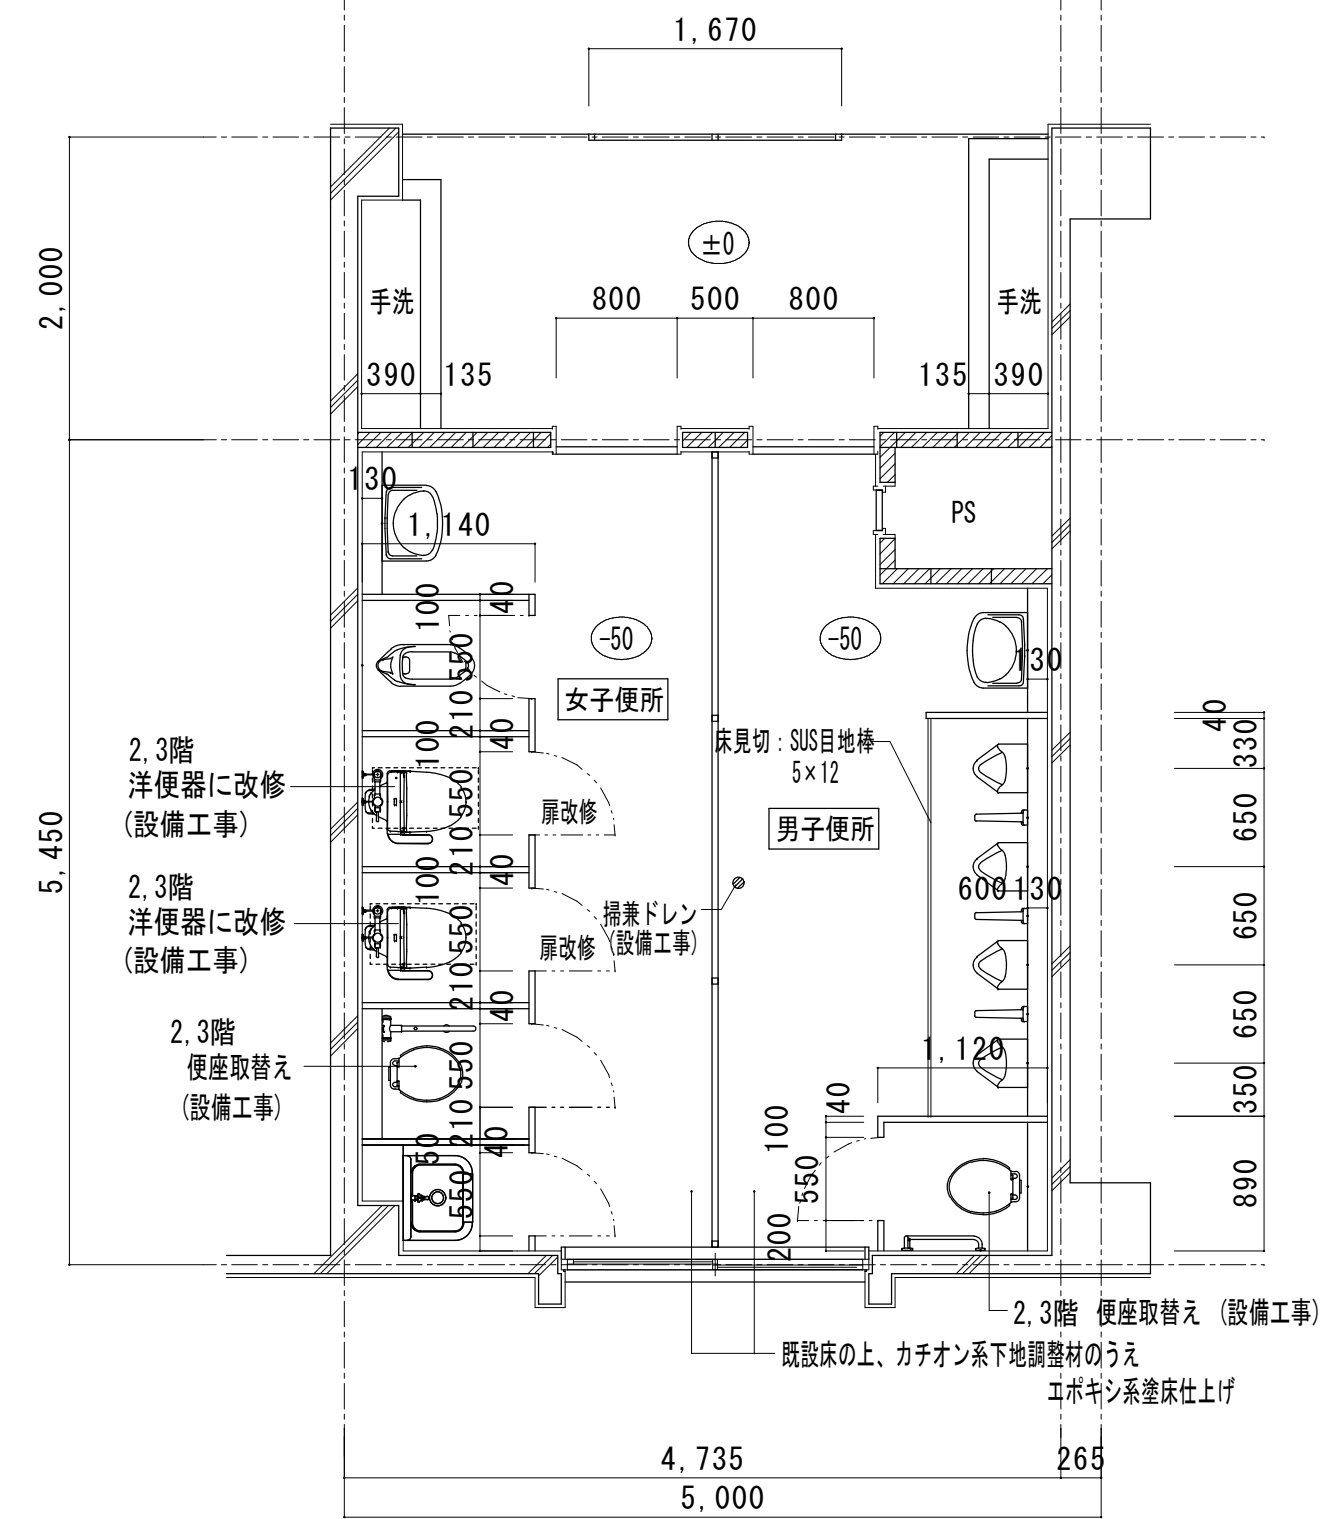 1,670
2,000
±0
800
500
800
手洗
手洗
390
135
135
390
130
1,140
PS
100
40
550
210
-50
-50
130
女子便所
40
330
2,3階
洋便器に改修
(設備工事)
100
40
550
210
扉改修
床見切：SUS目地棒
5×12
男子便所
650
5,450
2,3階
洋便器に改修
(設備工事)
100
40
550
210
扉改修
掃兼ドレン
(設備工事)
600
130
650
650
2,3階
便座取替え
(設備工事)
40
550
210
1,120
350
50
40
550
100
40
550
200
890
2,3階 便座取替え (設備工事)
既設床の上、カチオン系下地調整材のうえ
エポキシ系塗床仕上げ
4,735
265
5,000